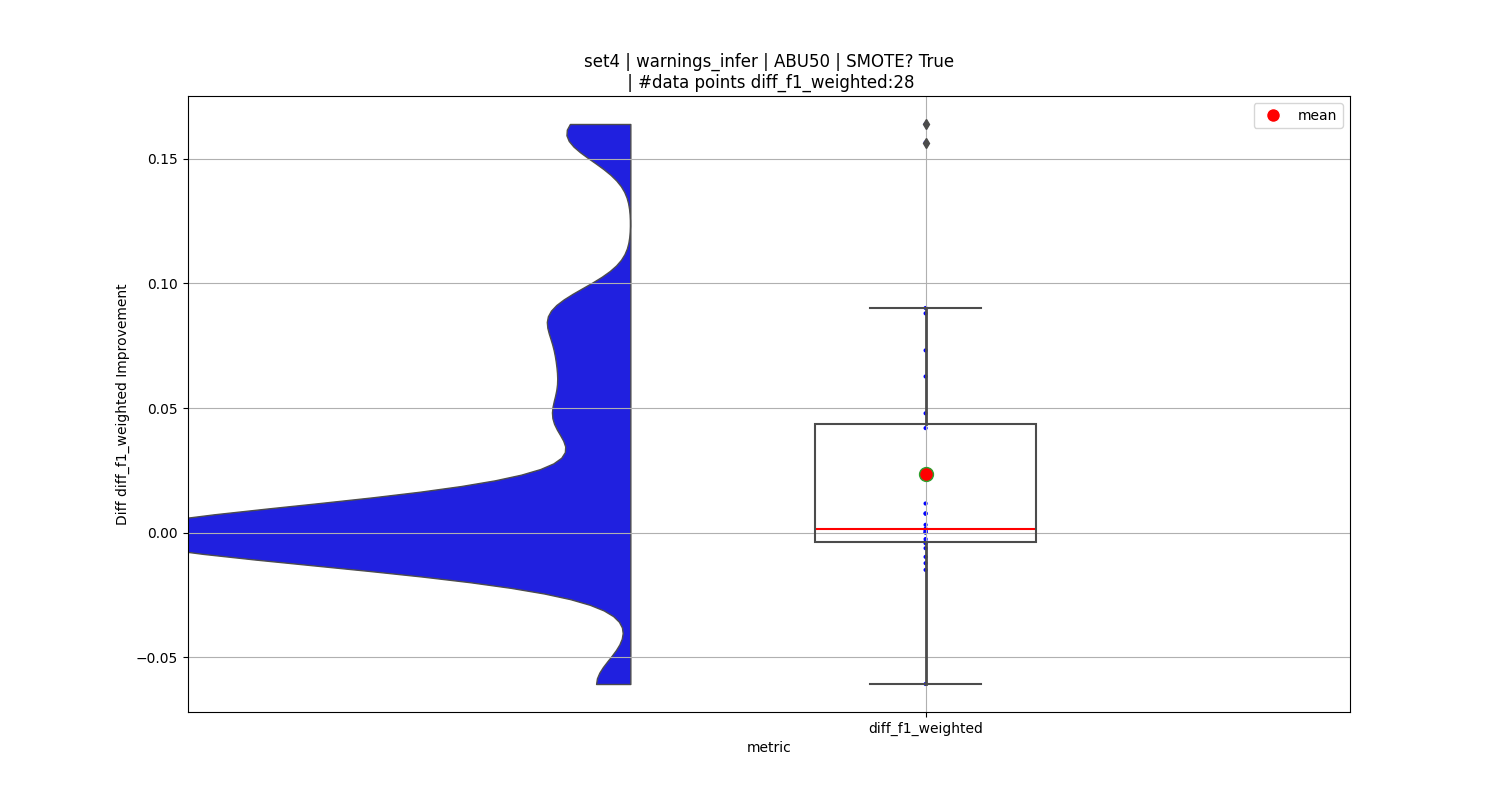 set4 | warnings_infer | ABU50 | SMOTE? True
| #data points diff_f1_weighted:28
mean
0.15
0.10
0.05
0.00
−0.05
Diff diff_f1_weighted Improvement
diff_f1_weighted
metric